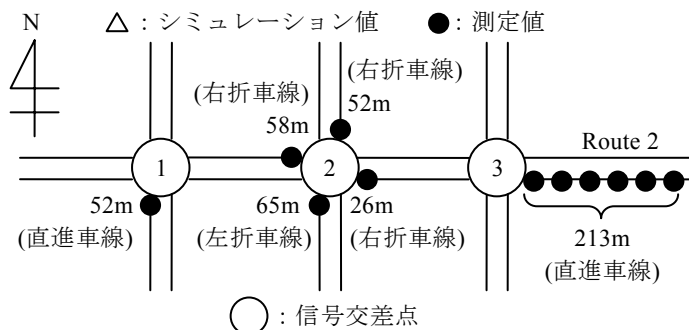 N
△：シミュレーション値 ●：測定値
(右折車線)
(右折車線)
52m
58m
Route 2
1
2
3
52m
65m
26m
(直進車線)
(左折車線)
(右折車線)
213m
(直進車線)
○：信号交差点